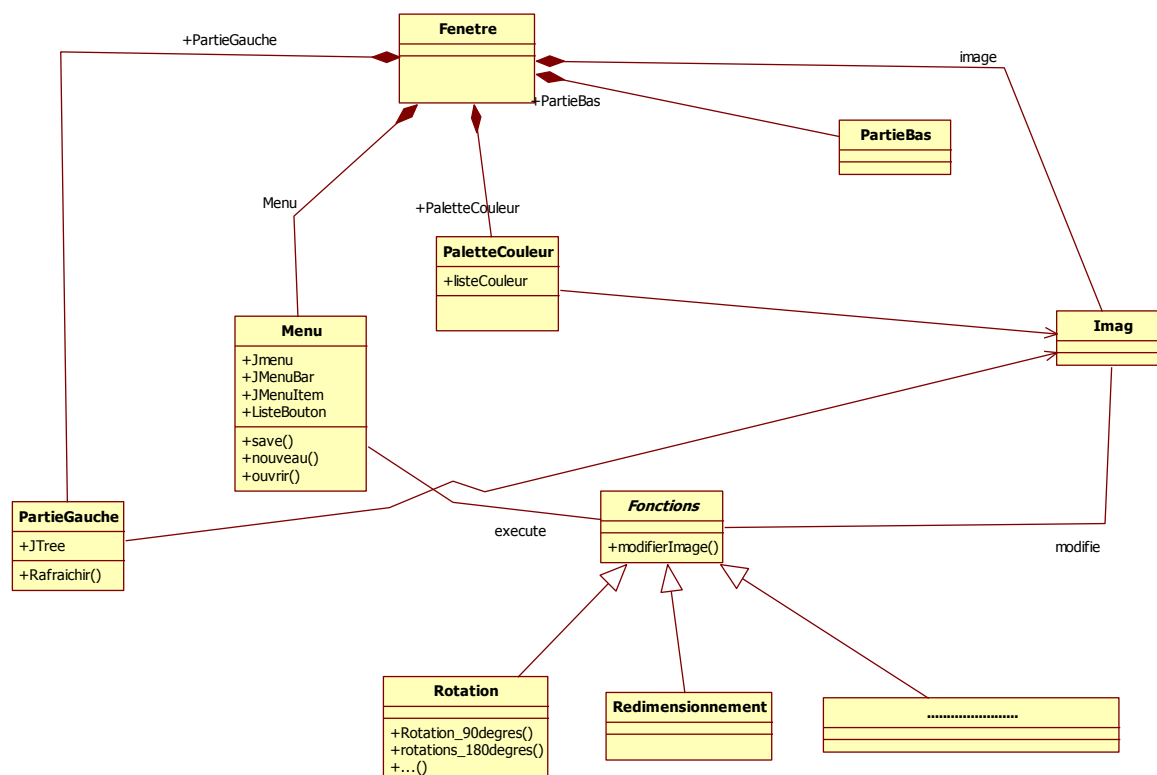 Fenetre
+PartieGauche
image
+PartieBas
PartieBas
Menu
+PaletteCouleur
PaletteCouleur
+listeCouleur
Menu
+Jmenu
+JMenuBar
+JMenuItem
+ListeBouton
+save()
+nouveau()
+ouvrir()
Imag
PartieGauche
+JTree
+Rafraichir()
execute
Fonctions
+modifierImage()
modifie
Rotation
+Rotation_90degres()
+rotations_180degres()
+...()
Redimensionnement
.......................